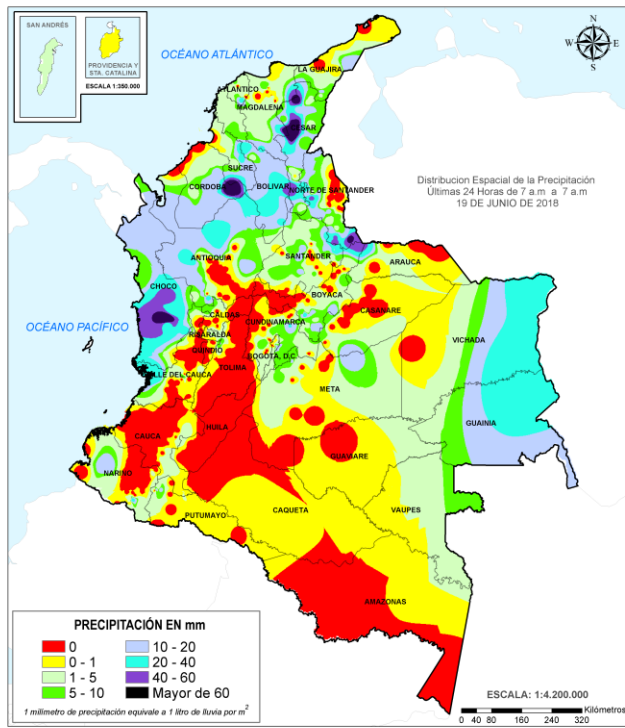 SAN ANDRÉS
PROVIDENCIA Y
STA. CATALINA
ESCALA 1:350.000
OCÉANO ATLÁNTICO
N
W
E
S
LA GUAJIRA
ATLANTICO
MAGDALENA
SAR
SUCRE
CORDOBA
BOLIVAR
NORTE DE SANTANDER
Distribucion Espacial de la Precipitación
Últimas 24 Horas de 7 a.m a 7 a.m
19 DE JUNIO DE 2018
ANTIOQUIA
SANTANDER
ARAUCA
CHOCO
BOYACA
CASANARE
OCÉANO PACÍFICO
CALDAS
CUNDINAMARCA
RISARALDA
VICHADA
QUINDIO
BOGOTA, D.C.
TOLIMA
VALLE DEL CAUCA
META
GUAINIA
CAUCA
HUILA
GUAVIARE
NARIÑO
PUTUMAYO
CAQUETA
VAUPES
AMAZONAS
PRECIPITACIÓN EN mm
0
10 - 20
0 - 1
20 - 40
1 - 5
40 - 60
5 - 10
Mayor de 60
1 milimetro de precipitación equivale a 1 litro de lluvia por m2
ESCALA: 1:4.200.000
Kilómetros
0 40 80 160 240 320